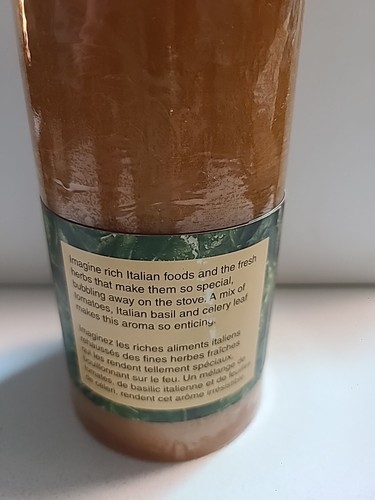 Imagine rich Italian foods and the fresh
herbs that make them so special,
bubbling away on the stove. A mix of
tomatoes, Italian basil and celery leaf
makes this aroma so enticing.
Imaginez les riches aliments italiens
rehaussés des fines herbes fraîches
qui les rendent tellement spéciaux,
bouillonnant sur le feu. Un mélange de
tomates, de basilic italienne et de feuilles
de céleri, rendent cet arôme irrésistible.